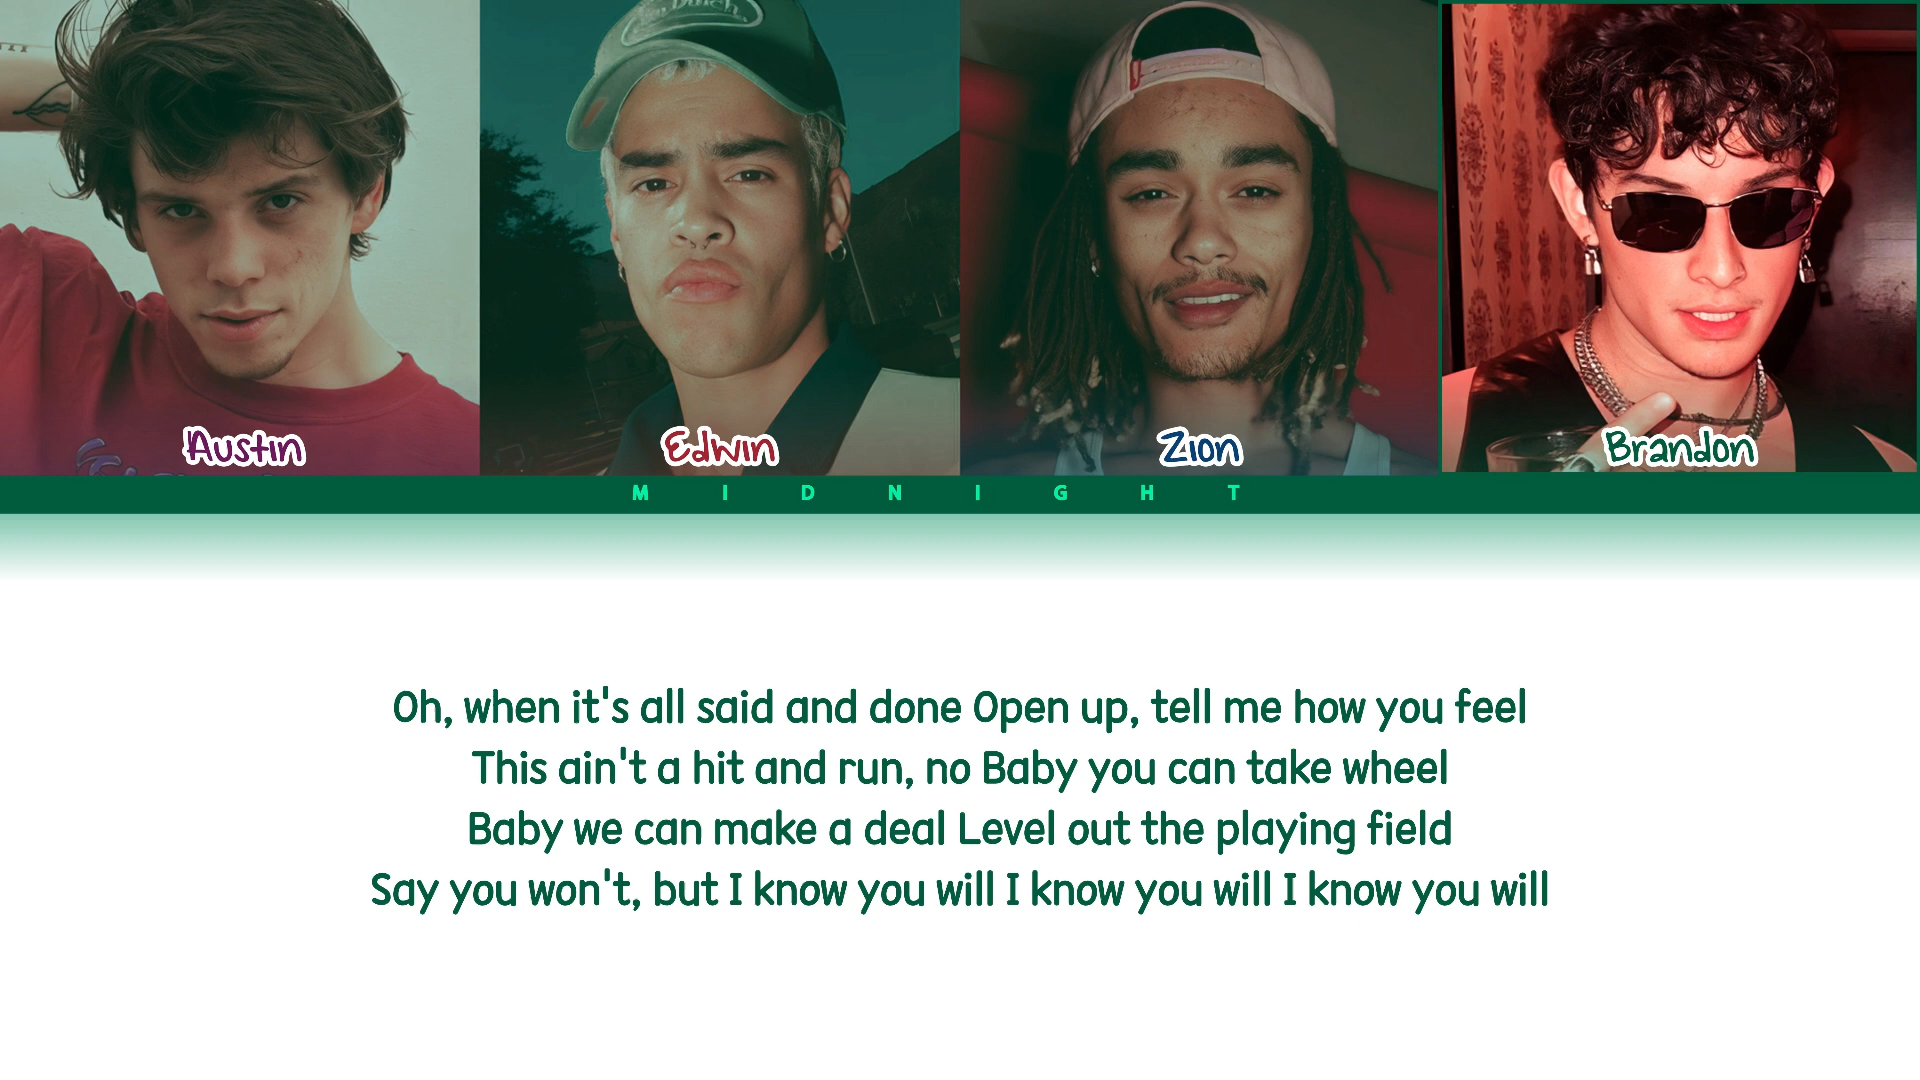 Dutch
Austin
Edwin
Zion
Brandon
MIDNIGHT
Oh, when it's all said and done Open up, tell me how you feel
This ain't a hit and run, no Baby you can take wheel
Baby we can make a deal Level out the playing field
Say you won't, but I know you will I know you will I know you will